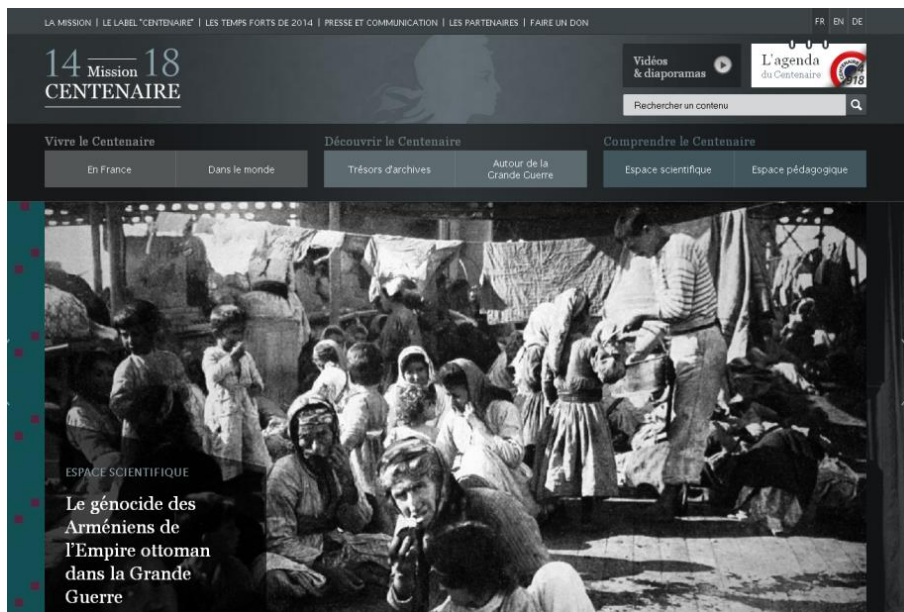 LA MISSION | LE LABEL "CENTENAIRE" | LES TEMPS FORTS DE 2014 | PRESSE ET COMMUNICATION | LES PARTENAIRES | FAIRE UN DON
FR EN DE
14 Mission 18
CENTENAIRE
Vidéos
& diaporamas
L'agenda
du Centenaire
Rechercher un contenu
Vivre le Centenaire
Découvrir le Centenaire
Comprendre le Centenaire
En France
Dans le monde
Trésors d'archives
Autour de la
Grande Guerre
Espace scientifique
Espace pédagogique
ESPACE SCIENTIFIQUE
Le génocide des
Arméniens de
l'Empire ottoman
dans la Grande
Guerre